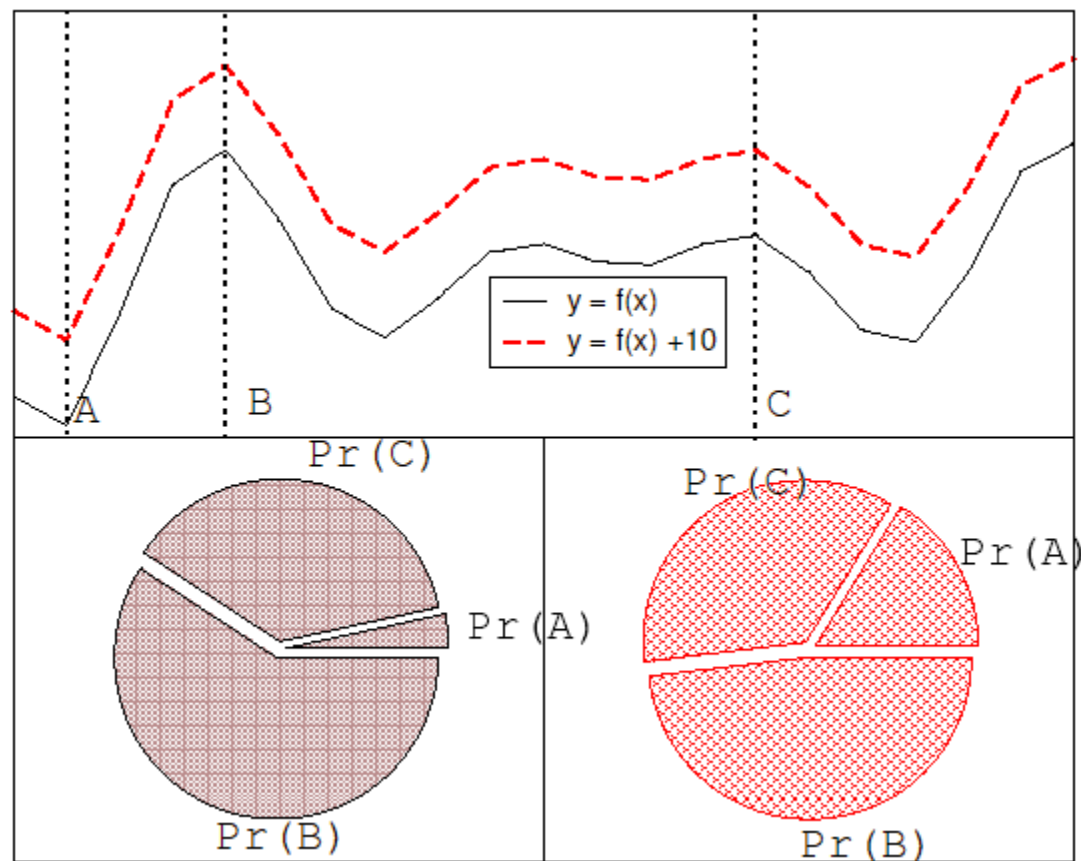 y = f(x)
y = f(x) +10
A
B
C
Pr(C)
Pr(A)
Pr(B)
Pr(C)
Pr(A)
Pr(B)